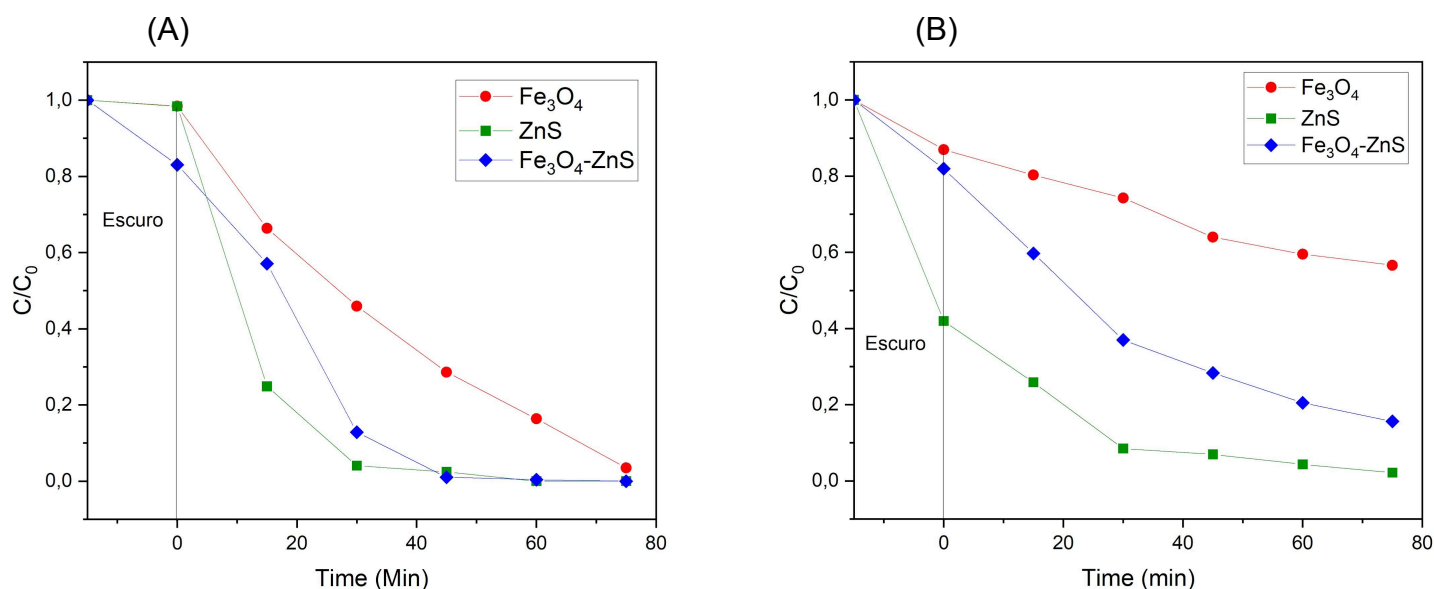 (A)
Fe₃O₄
ZnS
Fe₃O₄-ZnS
Escuro
C/C₀
1,0
0,8
0,6
0,4
0,2
0,0
0 20 40 60 80
Time (Min)
(B)
Fe₃O₄
ZnS
Fe₃O₄-ZnS
Escuro
C/C₀
1,0
0,8
0,6
0,4
0,2
0,0
0 20 40 60 80
Time (min)